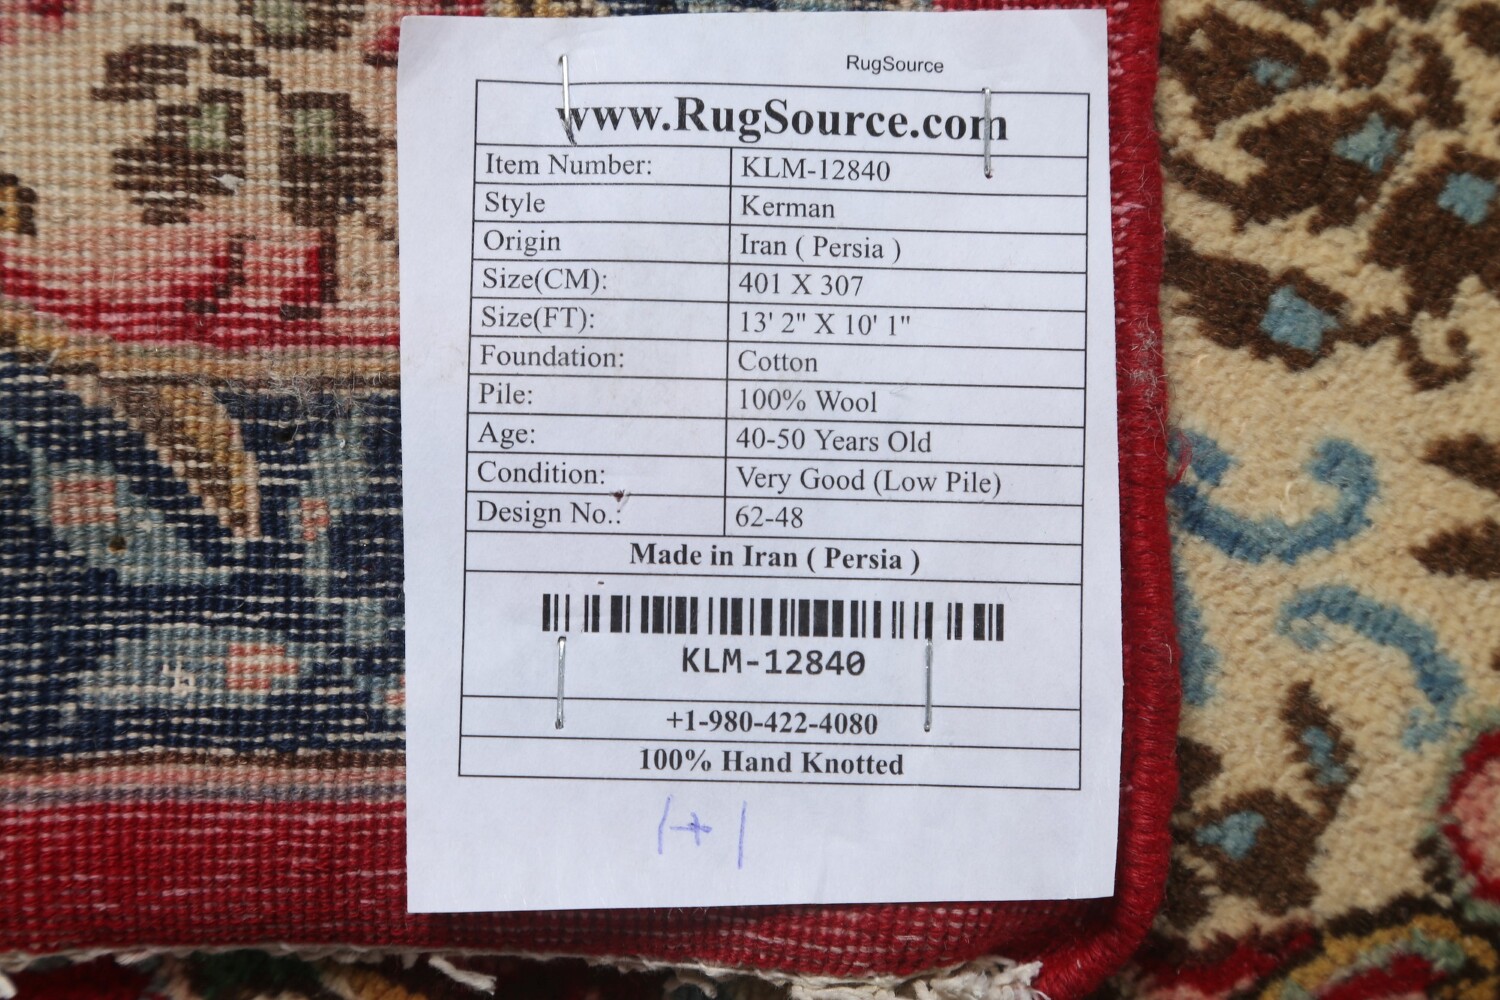 RugSource
www.RugSource.com
Item Number: KLM-12840
Style Kerman
Origin Iran ( Persia )
Size(CM): 401 X 307
Size(FT): 13' 2" X 10' 1"
Foundation: Cotton
Pile: 100% Wool
Age: 40-50 Years Old
Condition: Very Good (Low Pile)
Design No.: 62-48
Made in Iran ( Persia )
KLM-12840
+1-980-422-4080
100% Hand Knotted
1+1